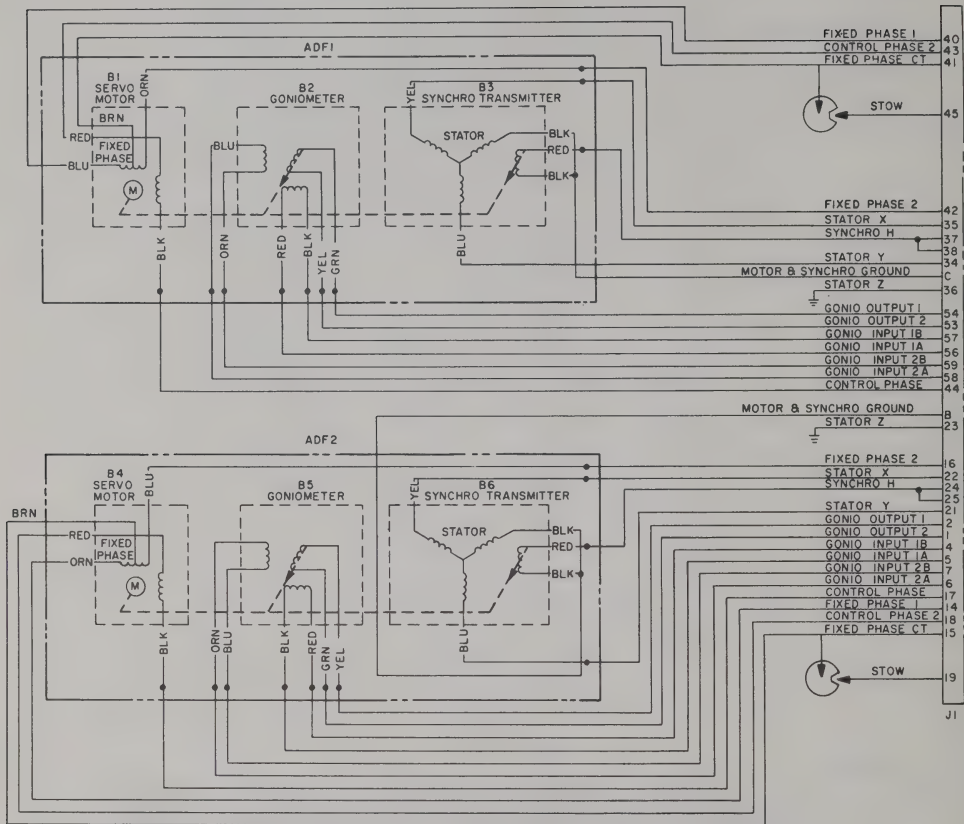 ADF1
B1
SERVO
MOTOR
ORN
BRN
RED
FIXED
PHASE
BLU
M
BLK
B2
GONIOMETER
BLU
ORN
RED
BLK
YEL
GRN
B3
SYNCHRO TRANSMITTER
YEL
STATOR
BLK
RED
BLK
BLU
FIXED PHASE 1 40
CONTROL PHASE 2 43
FIXED PHASE CT 41
STOW 45
FIXED PHASE 2 42
STATOR X 35
SYNCHRO H 37
38
STATOR Y 34
MOTOR & SYNCHRO GROUND C
STATOR Z 36
GONIO OUTPUT 1 54
GONIO OUTPUT 2 53
GONIO INPUT 1B 57
GONIO INPUT 1A 56
GONIO INPUT 2B 59
GONIO INPUT 2A 58
CONTROL PHASE 44
MOTOR & SYNCHRO GROUND B
STATOR Z 23
ADF2
B4
SERVO
MOTOR
BLU
BRN
RED
FIXED
PHASE
ORN
M
BLK
B5
GONIOMETER
ORN
BLU
BLK
RED
GRN
YEL
B6
SYNCHRO TRANSMITTER
YEL
STATOR
BLK
RED
BLK
BLU
FIXED PHASE 2 16
STATOR X 22
SYNCHRO H 24
25
STATOR Y 21
GONIO OUTPUT 1 2
GONIO OUTPUT 2 1
GONIO INPUT 1B 4
GONIO INPUT 1A 5
GONIO INPUT 2B 7
GONIO INPUT 2A 6
CONTROL PHASE 17
FIXED PHASE 1 14
CONTROL PHASE 2 18
FIXED PHASE CT 15
STOW 19
J1